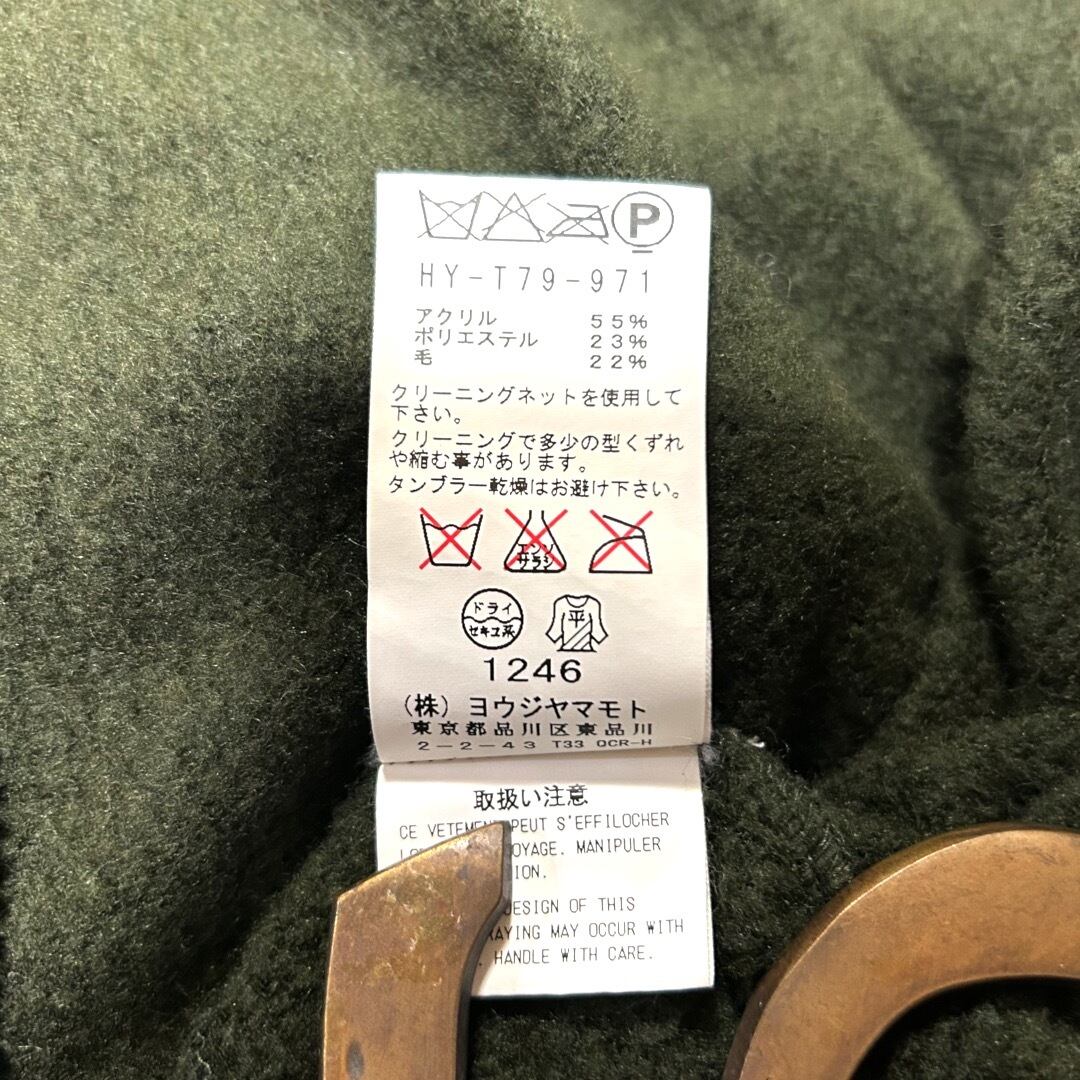 P
HY-T79-971
アクリル 55%
ポリエステル 23%
毛 22%
クリーニングネットを使用して
下さい。
クリーニングで多少の型くずれ
や縮む事があります。
タンブラー乾燥はお避け下さい。
エンソ
サラシ
ドライ
セキユ系
平
1246
(株)ヨウジヤマモト
東京都品川区東品川
2-2-43 T33 QCR-H
取扱い注意
CE VETEMENT PEUT S'EFFILOCHER
OYAGE. MANIPULER
ION.
DESIGN OF THIS
RAYING MAY OCCUR WITH
HANDLE WITH CARE.